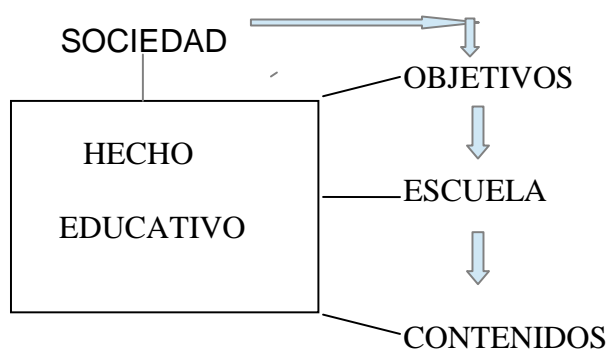 SOCIEDAD
OBJETIVOS
HECHO
EDUCATIVO
ESCUELA
CONTENIDOS